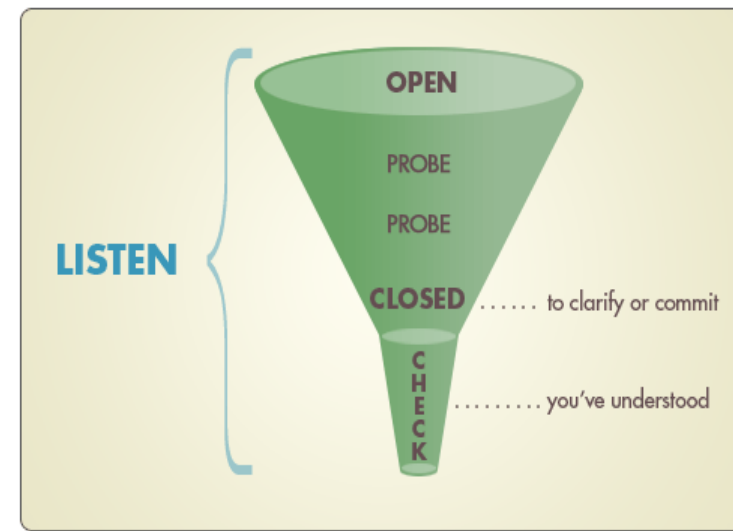 OPEN
PROBE
PROBE
LISTEN
CLOSED ...... to clarify or commit
CHECK ......... you've understood